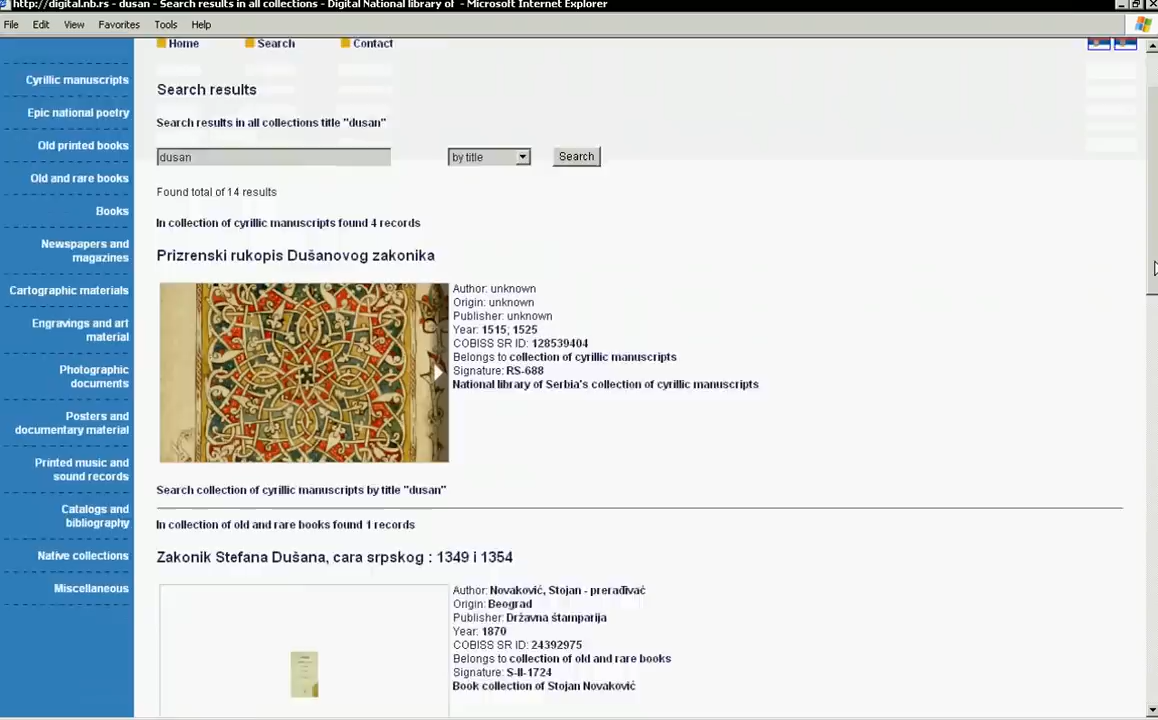 http://digital.nb.rs - dusan - Search results in all collections - Digital National library of - Microsoft Internet Explorer
File Edit View Favorites Tools Help
Home Search Contact
Cyrillic manuscripts
Epic national poetry
Old printed books
Old and rare books
Books
Newspapers and
magazines
Cartographic materials
Engravings and art
material
Photographic
documents
Posters and
documentary material
Printed music and
sound records
Catalogs and
bibliography
Native collections
Miscellaneous
Search results
Search results in all collections title "dusan"
dusan by title Search
Found total of 14 results
In collection of cyrillic manuscripts found 4 records
Prizrenski rukopis Dušanovog zakonika
Author: unknown
Origin: unknown
Publisher: unknown
Year: 1515; 1525
COBISS SR ID: 128539404
Belongs to collection of cyrillic manuscripts
Signature: RS-688
National library of Serbia's collection of cyrillic manuscripts
Search collection of cyrillic manuscripts by title "dusan"
In collection of old and rare books found 1 records
Zakonik Stefana Dušana, cara srpskog : 1349 i 1354
Author: Novaković, Stojan - prerađivač
Origin: Beograd
Publisher: Državna štamparija
Year: 1870
COBISS SR ID: 24392975
Belongs to collection of old and rare books
Signature: S-II-1724
Book collection of Stojan Novaković